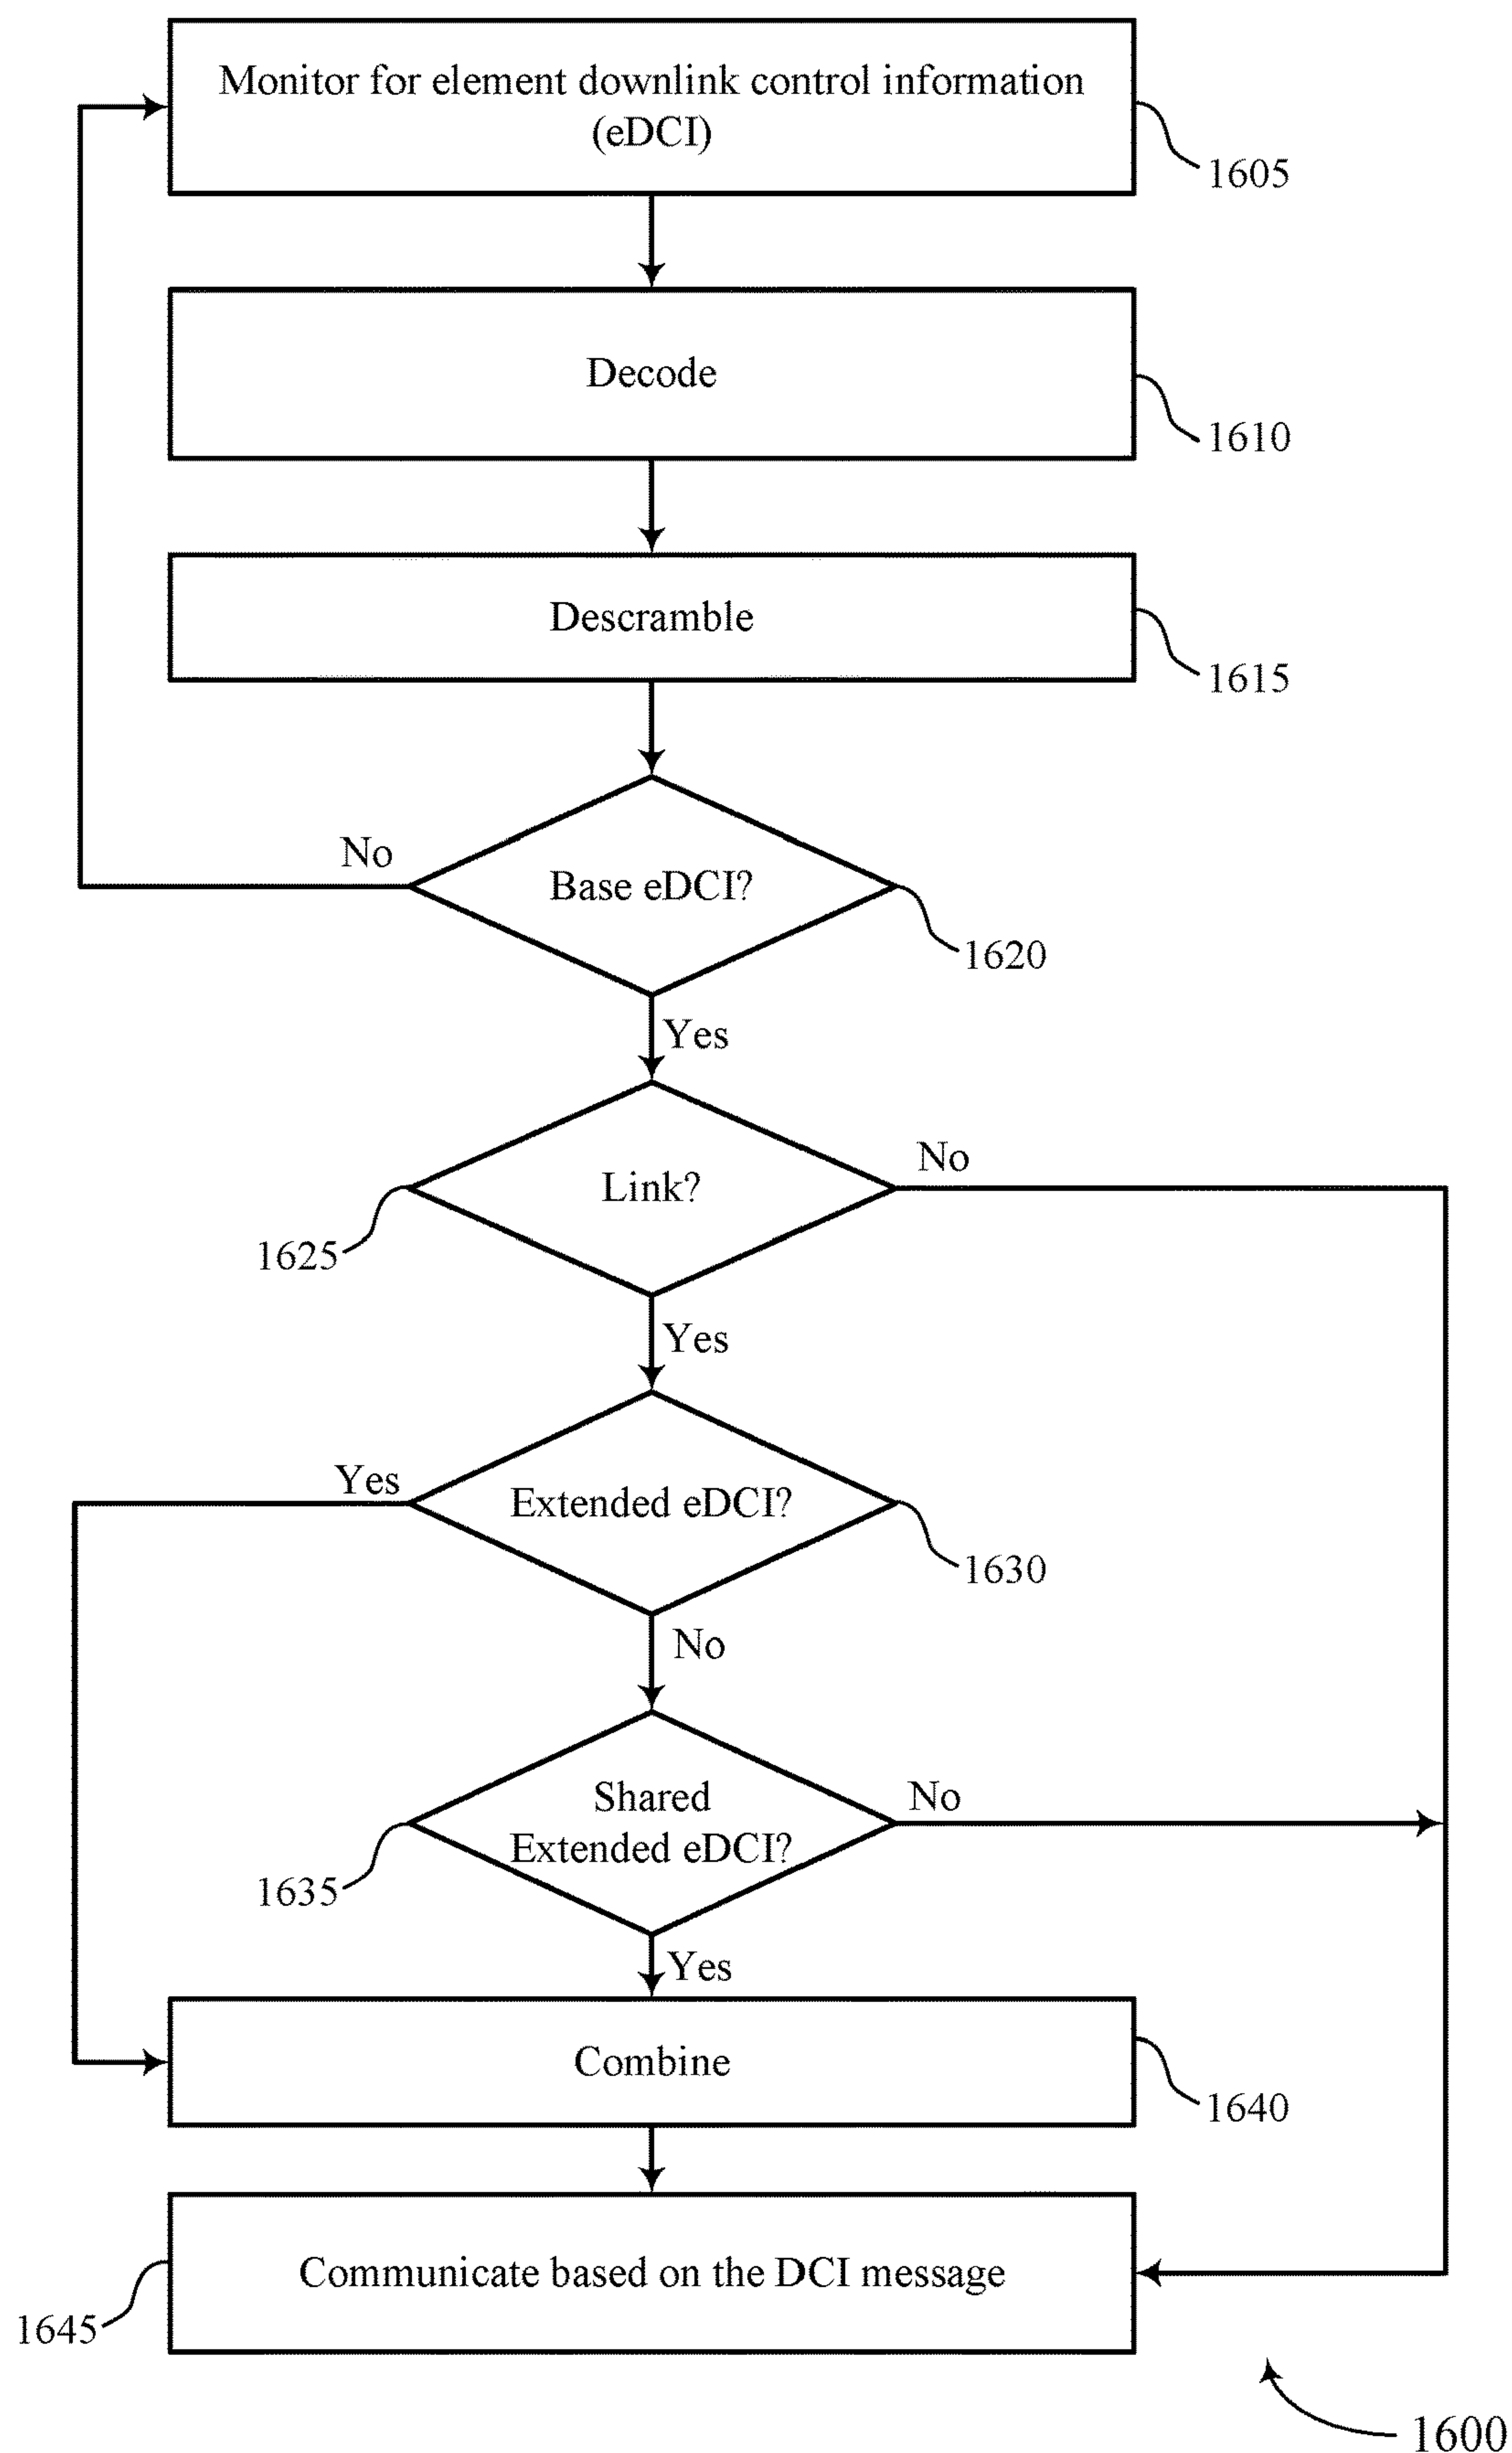 Monitor for element downlink control information
(eDCI)
1605
Decode
1610
Descramble
1615
No
Base eDCI?
1620
Yes
Link?
No
1625
Yes
Yes
Extended eDCI?
1630
No
Shared
Extended eDCI?
No
1635
Yes
Combine
1640
Communicate based on the DCI message
1645
1600